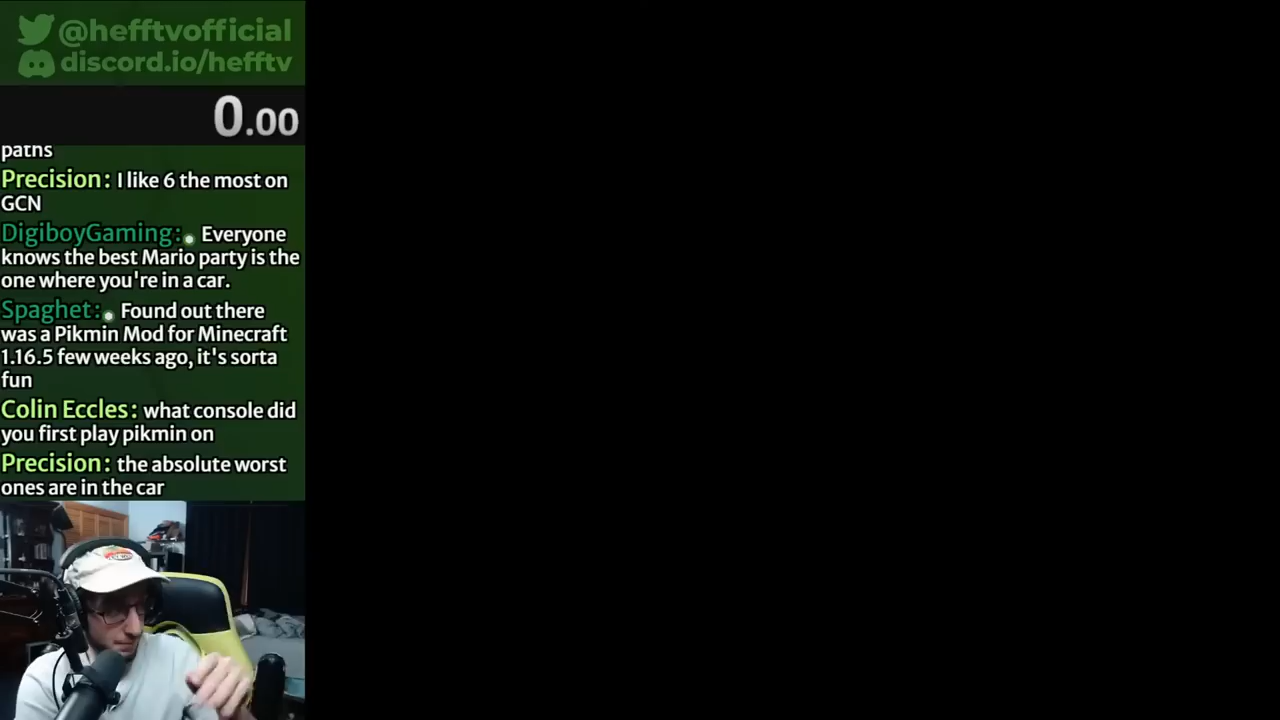 @hefftvofficial
discord.io/hefftv
0.00
paths
Precision: I like 6 the most on
GCN
DigiboyGaming: Everyone
knows the best Mario party is the
one where you're in a car.
Spaghet: Found out there
was a Pikmin Mod for Minecraft
1.16.5 few weeks ago, it's sorta
fun
Colin Eccles: what console did
you first play pikmin on
Precision: the absolute worst
ones are in the car